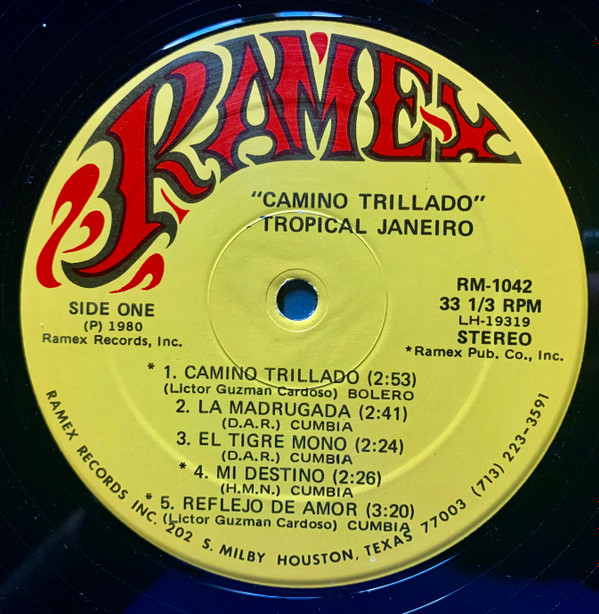 RAMEX
"CAMINO TRILLADO"
TROPICAL JANEIRO
SIDE ONE
(P) 1980
Ramex Records, Inc.
RM-1042
33 1/3 RPM
LH-19319
STEREO
*Ramex Pub. Co., Inc.
* 1. CAMINO TRILLADO (2:53)
(Lictor Guzman Cardoso) BOLERO
2. LA MADRUGADA (2:41)
(D.A.R.) CUMBIA
3. EL TIGRE MONO (2:24)
(D.A.R.) CUMBIA
* 4. MI DESTINO (2:26)
(H.M.N.) CUMBIA
* 5. REFLEJO DE AMOR (3:20)
(Lictor Guzman Cardoso) CUMBIA
RAMEX RECORDS INC. 202 S. MILBY HOUSTON, TEXAS 77003 (713) 223-3591